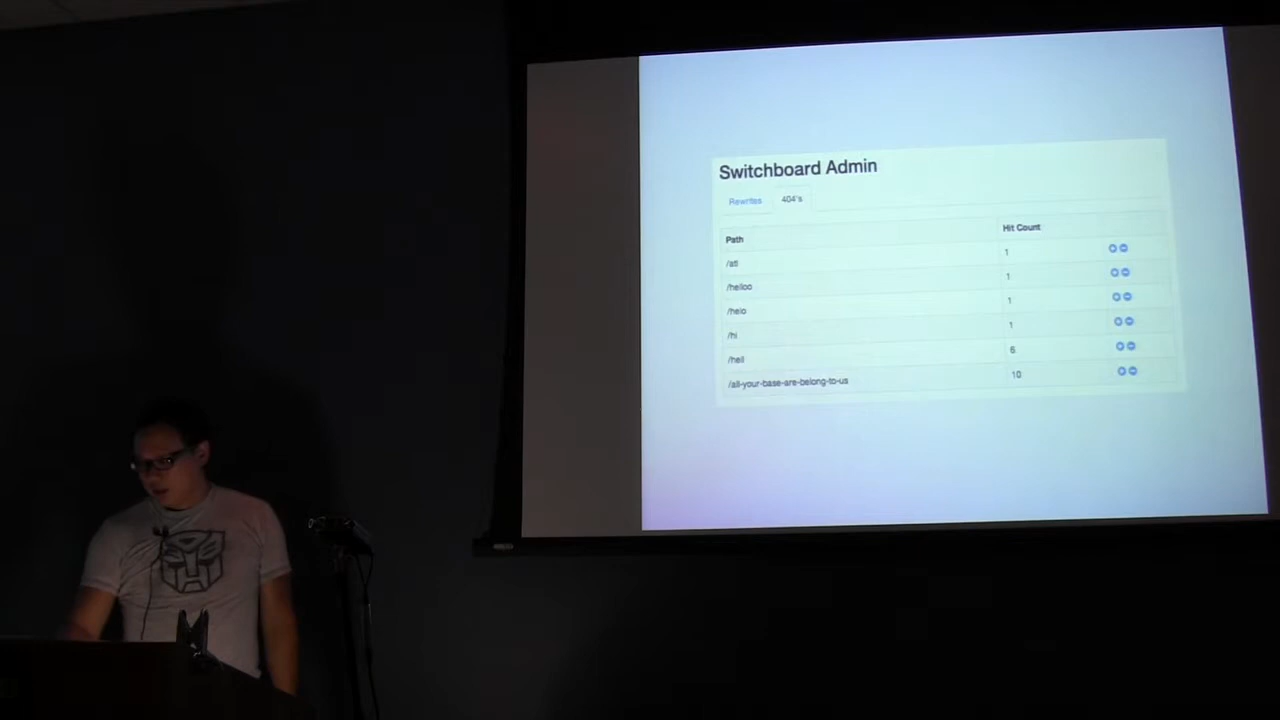 Switchboard Admin
Rewrites 404's
Path Hit Count
/atl 1
/helloo 1
/helo 1
/hi 1
/hell 6
/all-your-base-are-belong-to-us 10